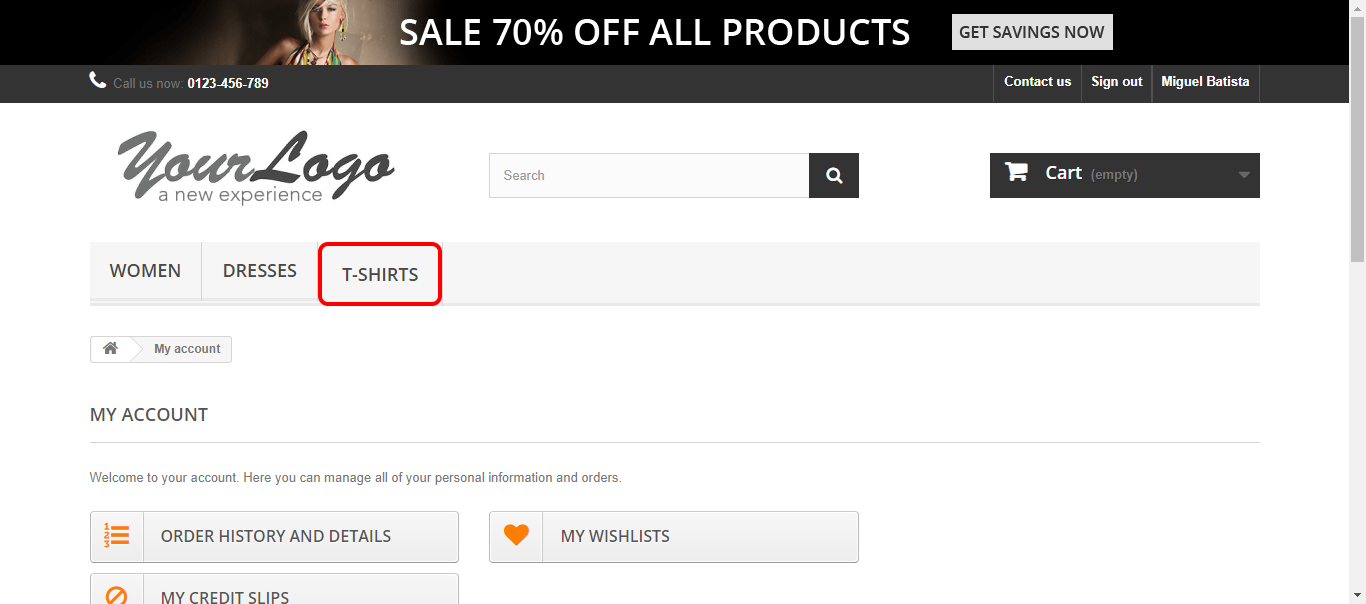 SALE 70% OFF ALL PRODUCTS GET SAVINGS NOW
Call us now: 0123-456-789 Contact us Sign out Miguel Batista
YourLogo
a new experience
Search Cart (empty)
WOMEN DRESSES T-SHIRTS
My account
MY ACCOUNT
Welcome to your account. Here you can manage all of your personal information and orders.
ORDER HISTORY AND DETAILS MY WISHLISTS
MY CREDIT SLIPS